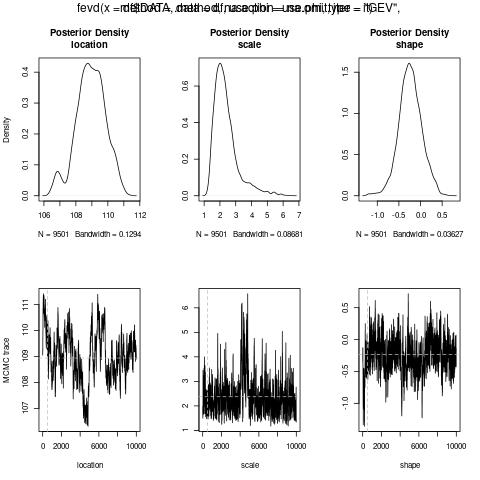 fevd(x =
"GEV",
Posterior Density
location
Posterior Density
scale
Posterior Density
shape
Density
0.0 0.1 0.2 0.3 0.4
106 108 110 112
N = 9501 Bandwidth = 0.1294
0.0 0.2 0.4 0.6
1 2 3 4 5 6 7
N = 9501 Bandwidth = 0.08681
0.0 0.5 1.0 1.5
-1.0 -0.5 0.0 0.5
N = 9501 Bandwidth = 0.03627
MCMC trace
107 108 109 110 111
0 2000 6000 10000
location
1 2 3 4 5 6
0 2000 6000 10000
scale
-1.0 -0.5 0.0 0.5
0 2000 6000 10000
shape